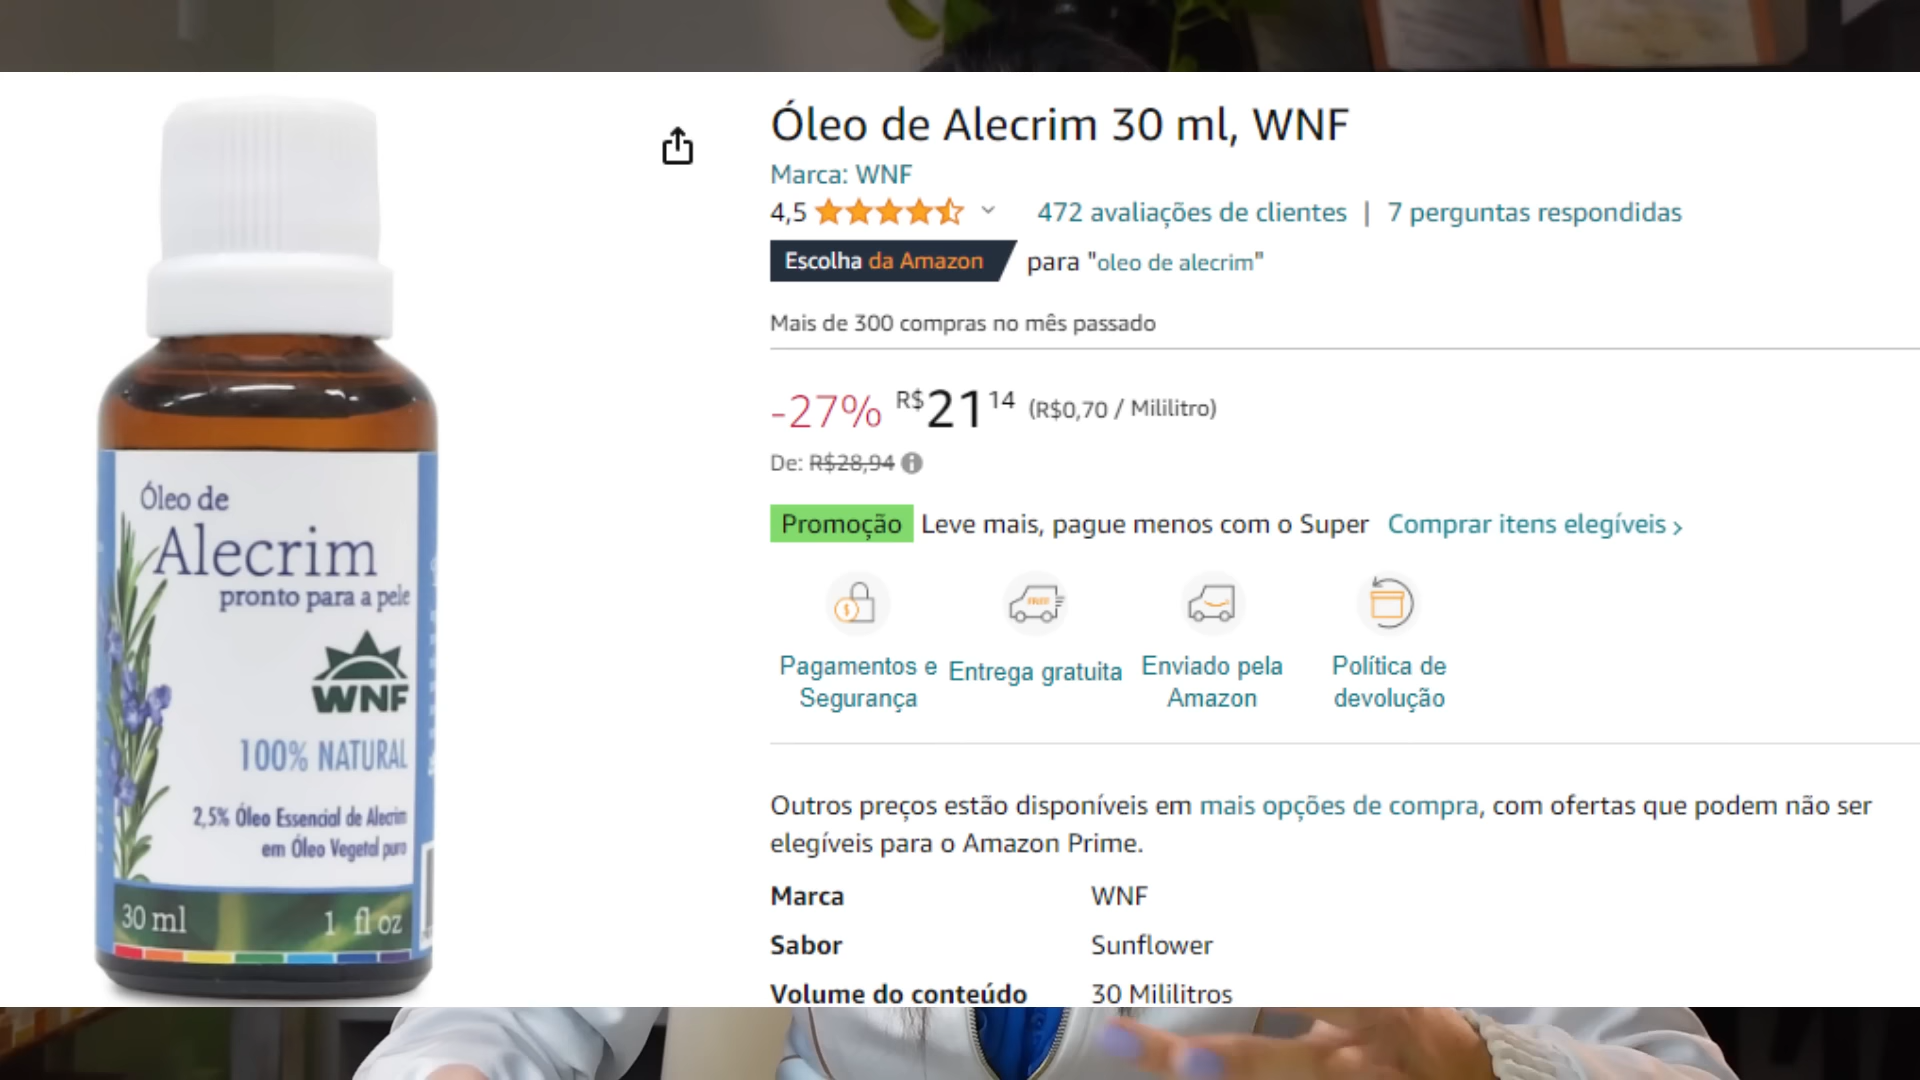 Óleo de
Alecrim
pronto para a pele
WNF
100% NATURAL
2,5% Óleo Essencial de Alecrim
em Óleo Vegetal puro
30 ml 1 fl oz
Óleo de Alecrim 30 ml, WNF
Marca: WNF
4,5 472 avaliações de clientes | 7 perguntas respondidas
Escolha da Amazon para "oleo de alecrim"
Mais de 300 compras no mês passado
-27% R$21 14 (R$0,70 / Mililitro)
De: R$28,94
Promoção Leve mais, pague menos com o Super Comprar itens elegíveis ›
FREE
Pagamentos e
Segurança
Entrega gratuita
Enviado pela
Amazon
Política de
devolução
Outros preços estão disponíveis em mais opções de compra, com ofertas que podem não ser
elegíveis para o Amazon Prime.
Marca WNF
Sabor Sunflower
Volume do conteúdo 30 Mililitros